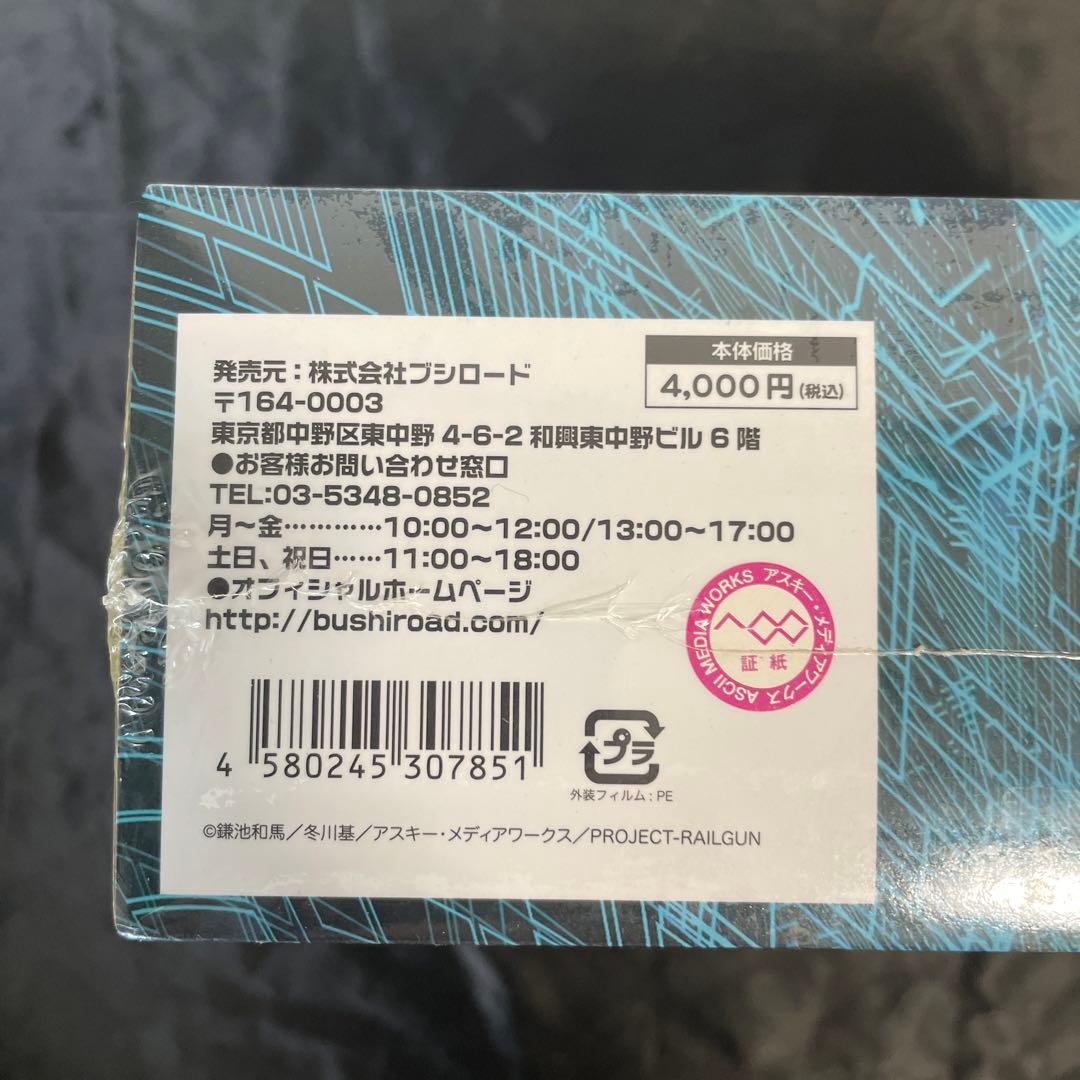 発売元：株式会社ブシロード
〒164-0003
東京都中野区東中野 4-6-2 和興東中野ビル 6 階
●お客様お問い合わせ窓口
TEL:03-5348-0852
月〜金…………10:00〜12:00/13:00〜17:00
土日、祝日……11:00〜18:00
●オフィシャルホームページ
http://bushiroad.com/
本体価格
4,000円(税込)
アスキー・メディアワークス ASCII MEDIA WORKS
証紙
4 580245 307851
プラ
外装フィルム：PE
©鎌池和馬／冬川基／アスキー・メディアワークス／PROJECT-RAILGUN